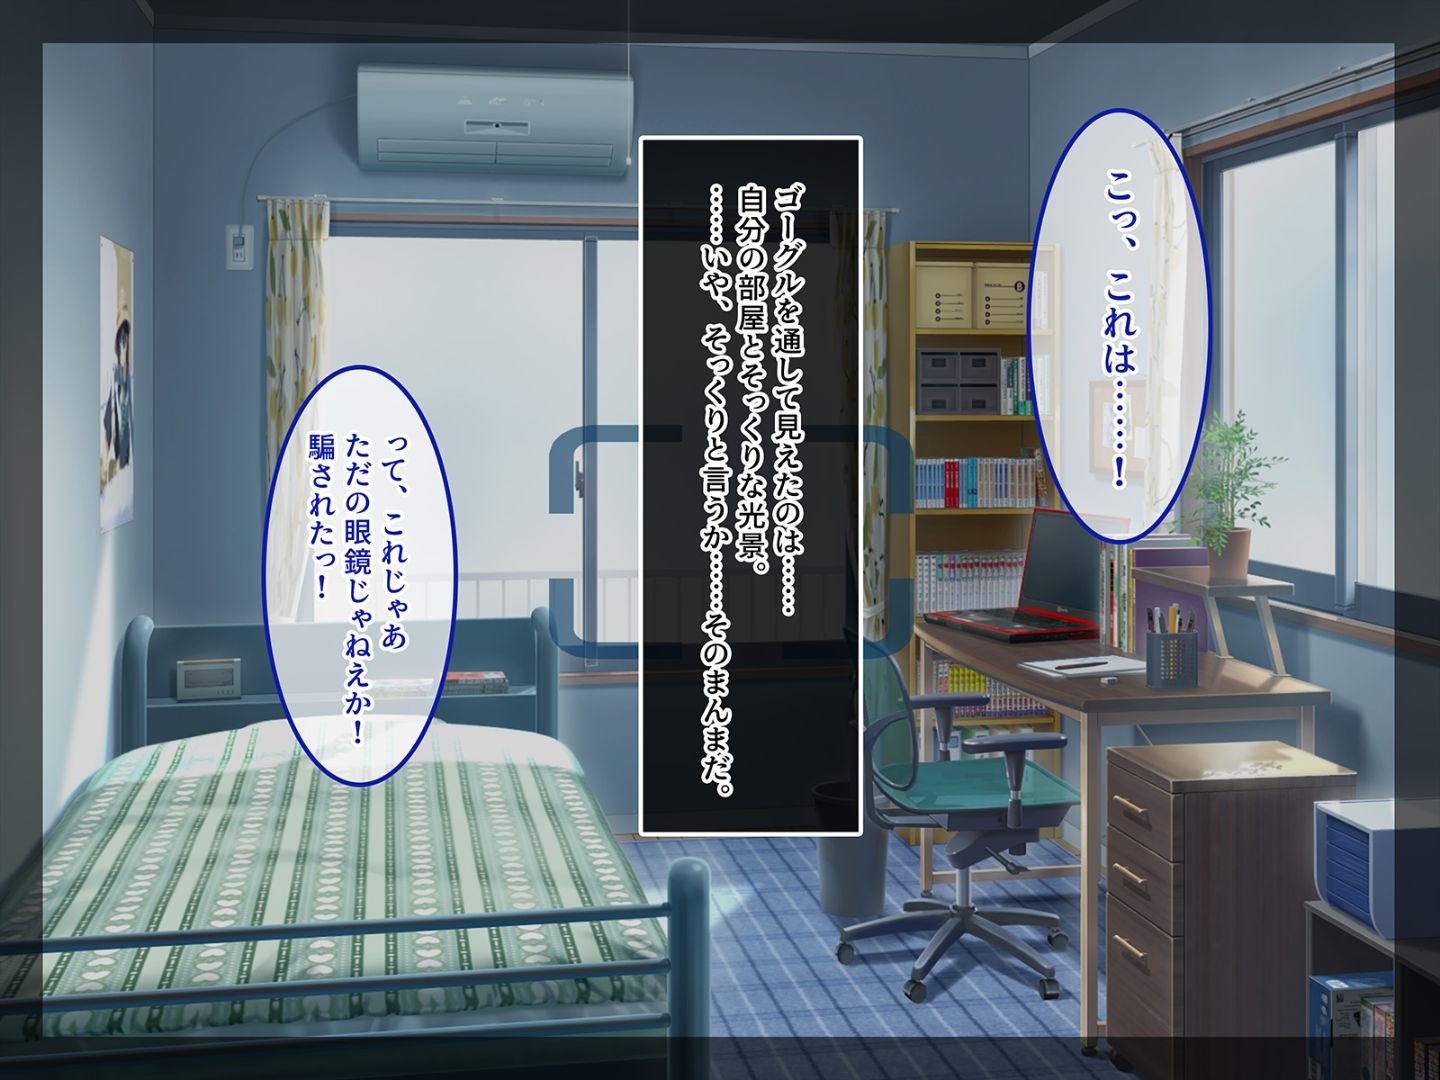 こっ、これは……！
ゴーグルを通して見えたのは……
自分の部屋とそっくりな光景。
……いや、そっくりと言うか……そのまんまだ。
って、これじゃあ
ただの眼鏡じゃねえか！
騙されたっ！